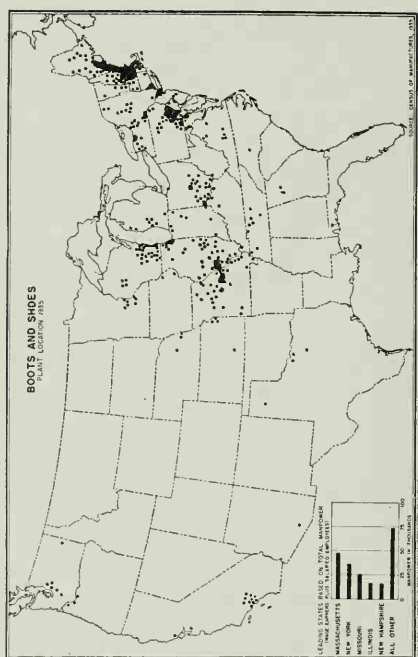 BOOTS AND SHOES
PLANT LOCATION 1935
LEADING STATES BASED ON TOTAL MANPOWER
(WAGE EARNERS PLUS SALARIED EMPLOYEES)
MASSACHUSETTS
NEW YORK
MISSOURI
ILLINOIS
NEW HAMPSHIRE
ALL OTHER
0 25 50 75 100
MANPOWER IN THOUSANDS
SOURCE: CENSUS OF MANUFACTURES, 1935